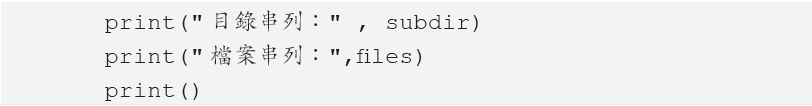 print("目錄串列：" , subdir)
print("檔案串列：",files)
print()